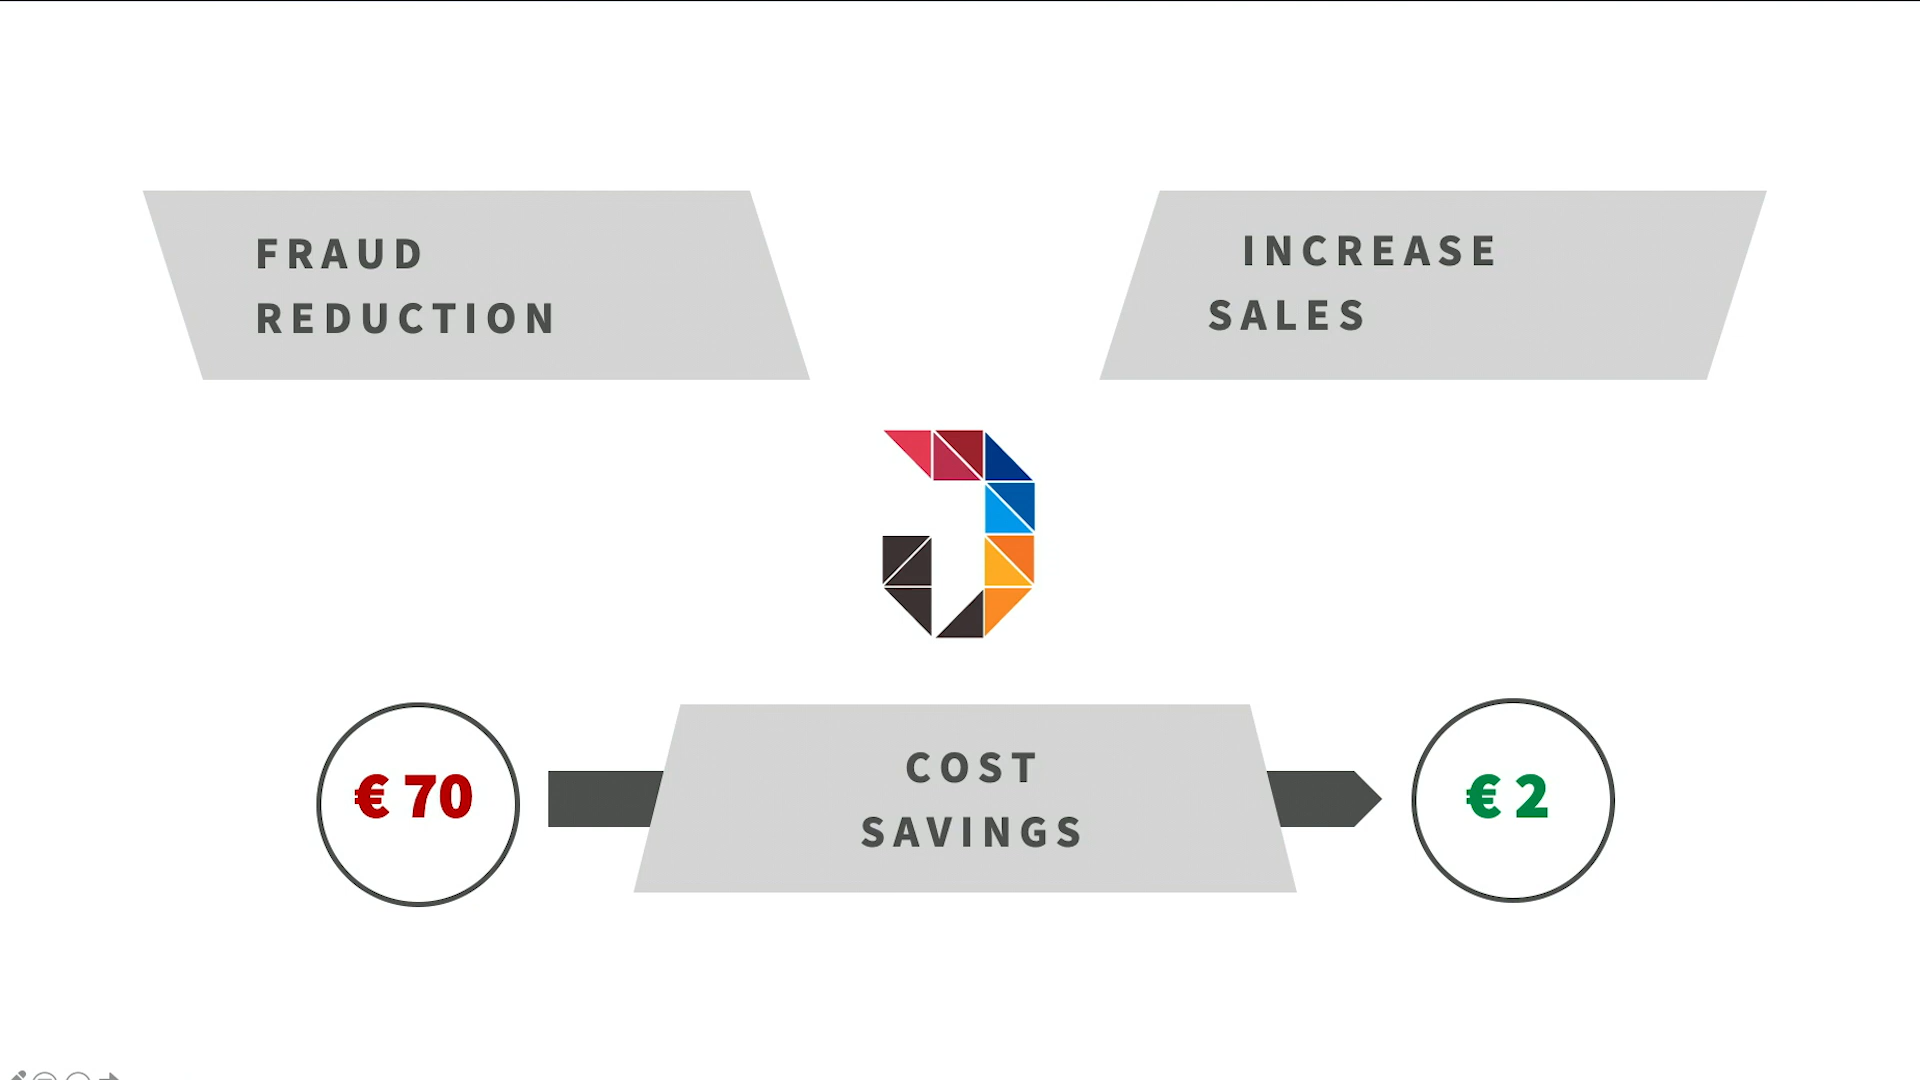 FRAUD
REDUCTION
INCREASE
SALES
€ 70
COST
SAVINGS
€ 2